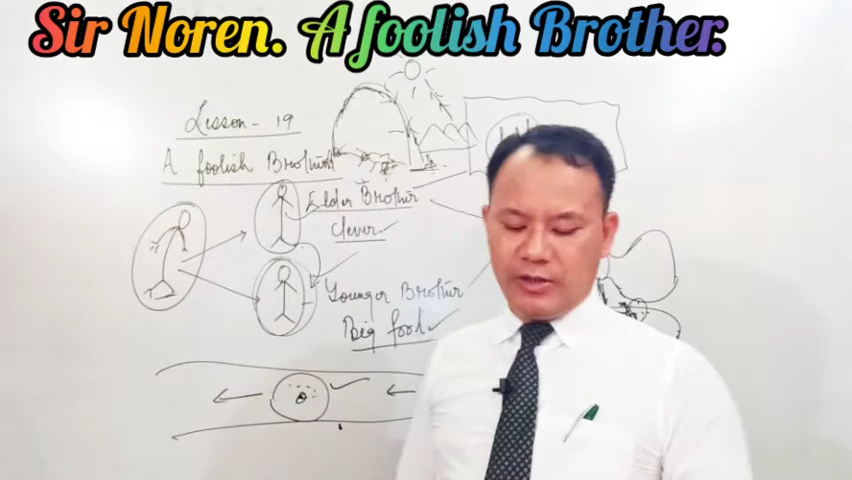 Sir Noren. A foolish Brother.
Lesson - 19
A foolish Brother
Elder Brother
Clever
Younger Brother
Big fool